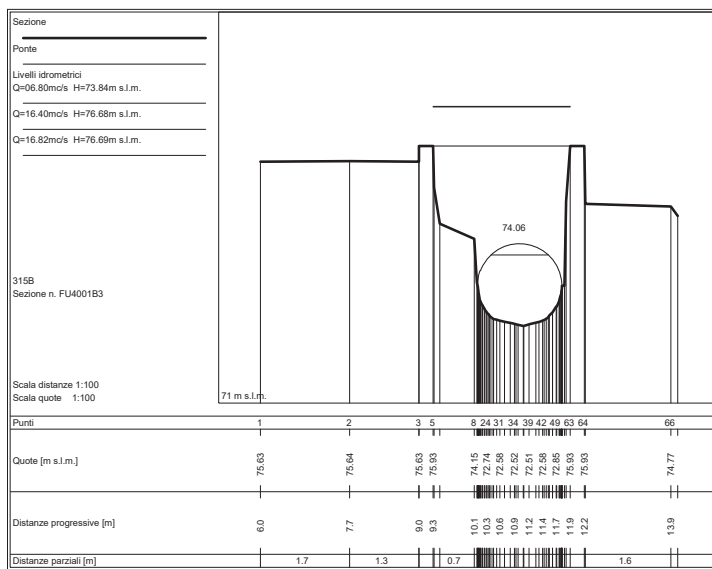 Sezione
Ponte
Livelli idrometrici
Q=06.80mc/s H=73.84m s.l.m.
Q=16.40mc/s H=76.68m s.l.m.
Q=16.82mc/s H=76.69m s.l.m.
74.06
315B
Sezione n. FU4001B3
Scala distanze 1:100
Scala quote 1:100
71 m s.l.m.
Punti 1 2 3 5 8 24 31 34 39 42 49 63 64 66
Quote [m s.l.m.] 75.63 75.64 75.63 75.93 74.15 72.74 72.58 72.52 72.51 72.58 72.85 75.93 75.93 74.77
Distanze progressive [m] 6.0 7.7 9.0 9.3 10.1 10.3 10.6 10.9 11.2 11.4 11.7 11.9 12.2 13.9
Distanze parziali [m] 1.7 1.3 0.7 1.6